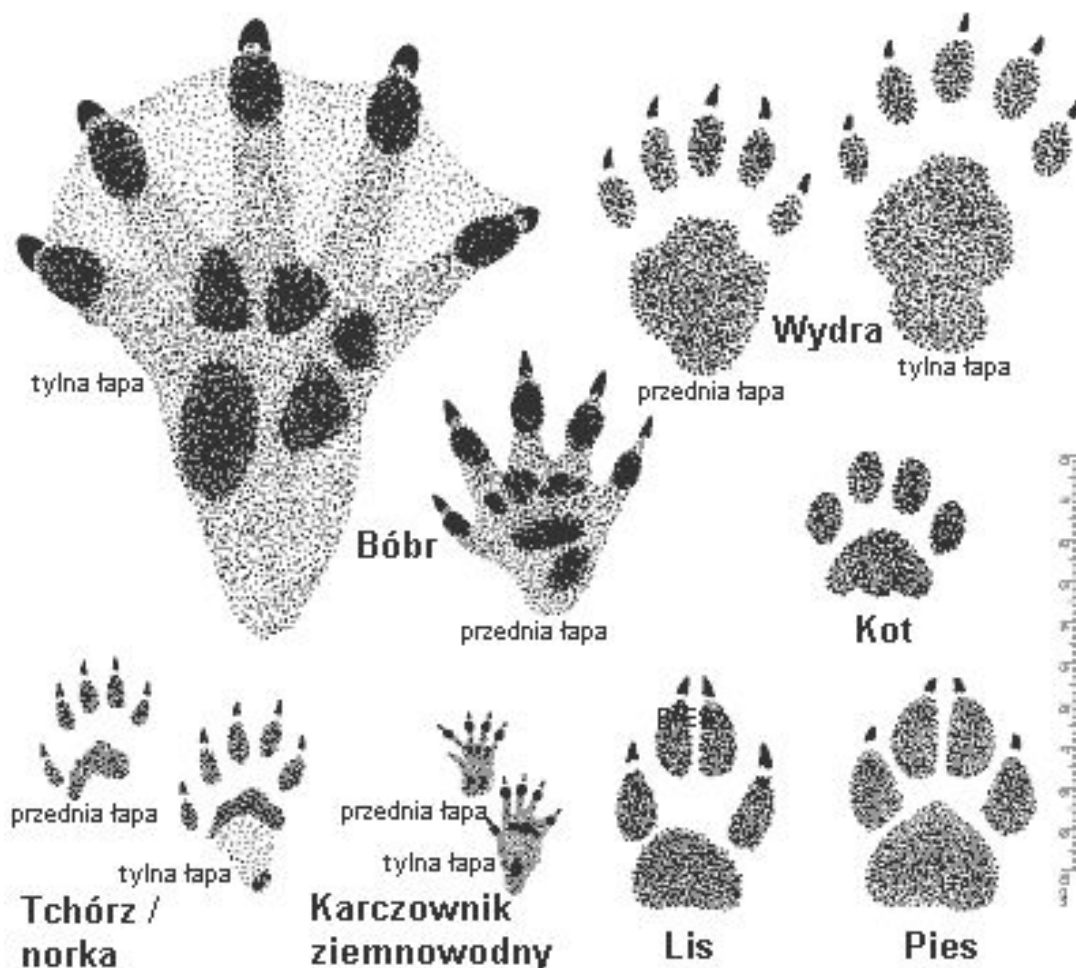 tylna łapa
Wydra
przednia łapa
tylna łapa
Bóbr
przednia łapa
Kot
przednia łapa
tylna łapa
Tchórz /
norka
przednia łapa
tylna łapa
Karczownik
ziemnowodny
Lis
Pies